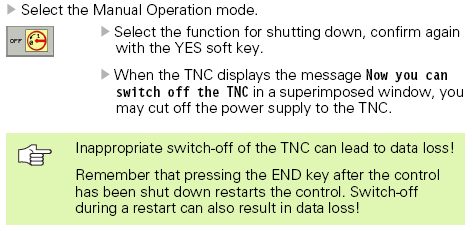 Select the Manual Operation mode.
OFF
Select the function for shutting down, confirm again
with the YES soft key.
When the TNC displays the message Now you can
switch off the TNC in a superimposed window, you
may cut off the power supply to the TNC.
Inappropriate switch-off of the TNC can lead to data loss!
Remember that pressing the END key after the control
has been shut down restarts the control. Switch-off
during a restart can also result in data loss!